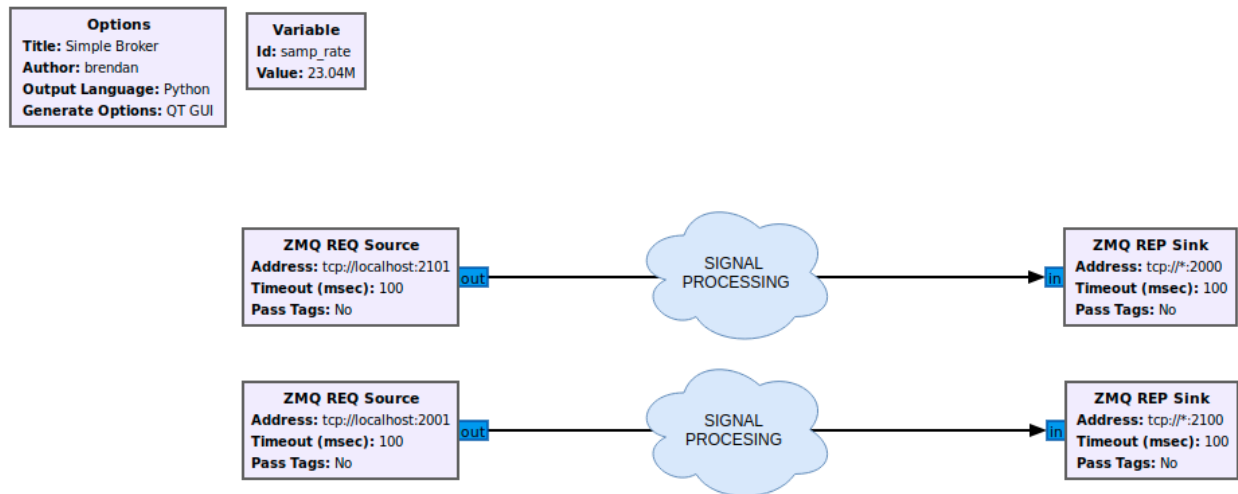 Options
Title: Simple Broker
Author: brendan
Output Language: Python
Generate Options: QT GUI
Variable
Id: samp_rate
Value: 23.04M
ZMQ REQ Source
Address: tcp://localhost:2101
Timeout (msec): 100
Pass Tags: No
out
SIGNAL
PROCESSING
in
ZMQ REP Sink
Address: tcp://*:2000
Timeout (msec): 100
Pass Tags: No
ZMQ REQ Source
Address: tcp://localhost:2001
Timeout (msec): 100
Pass Tags: No
out
SIGNAL
PROCESING
in
ZMQ REP Sink
Address: tcp://*:2100
Timeout (msec): 100
Pass Tags: No